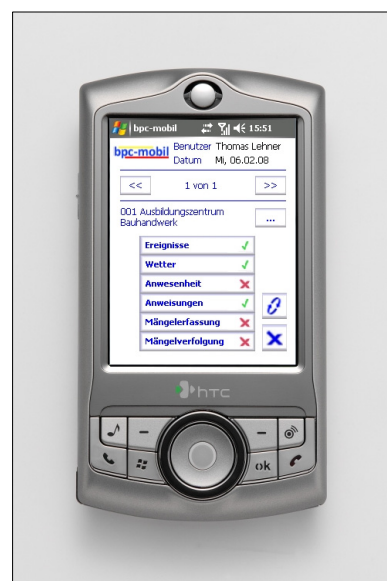 bpc-mobil 15:51
bpc-mobil Benutzer Thomas Lehner
Datum Mi, 06.02.08
<< 1 von 1 >>
001 Ausbildungszentrum
Bauhandwerk ...
Ereignisse
Wetter
Anwesenheit
Anweisungen
Mängelerfassung
Mängelverfolgung
hTC
ok